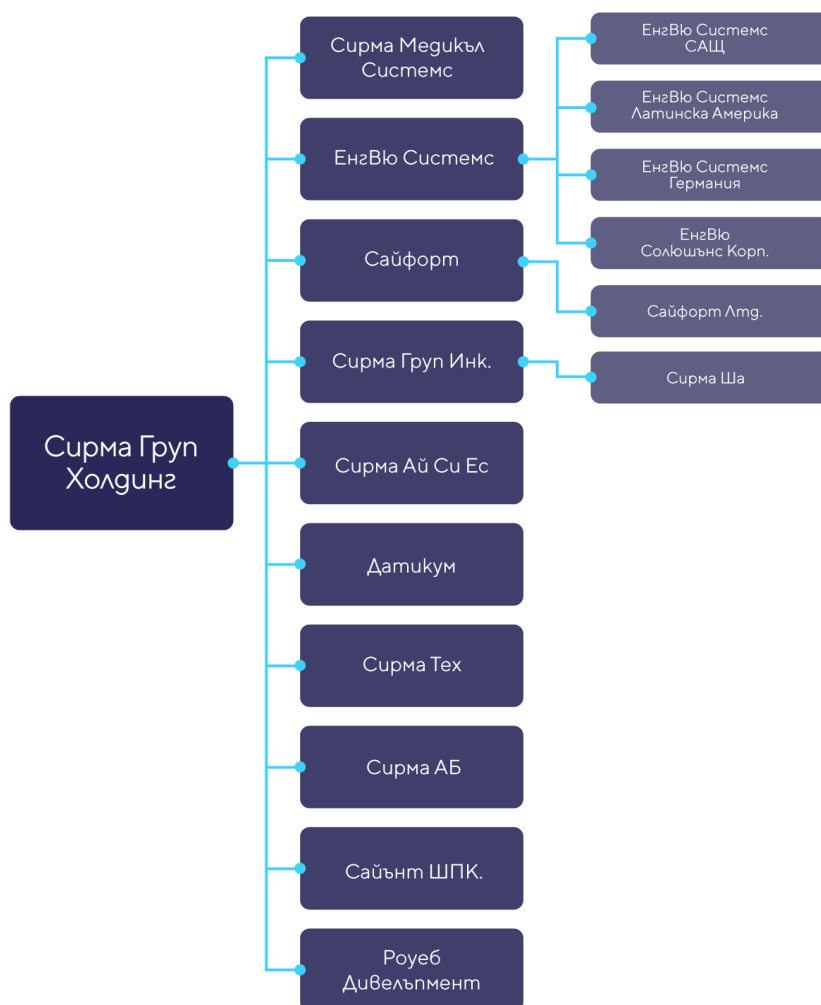 Сирма Медикъл
Системс
ЕнгВю Системс
Сайфорт
Сирма Груп Инк.
Сирма Груп
Холдинг
Сирма Ай Си Ес
Датикум
Сирма Тех
Сирма АБ
Сайънт ШПК.
Роуеб
Дивелъпмент
ЕнгВю Системс
САЩ
ЕнгВю Системс
Латинска Америка
ЕнгВю Системс
Германия
ЕнгВю
Солюшънс Корп.
Сайфорт Лтд.
Сирма Ша